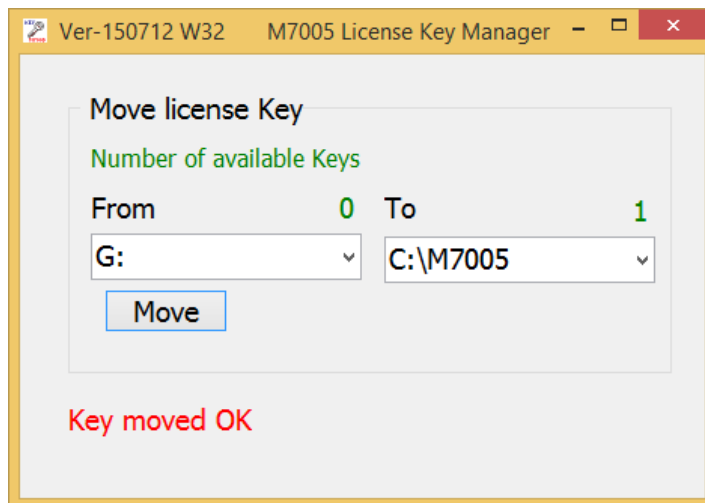 Ver-150712 W32 M7005 License Key Manager
Move license Key
Number of available Keys
From 0 To 1
G: C:\M7005
Move
Key moved OK